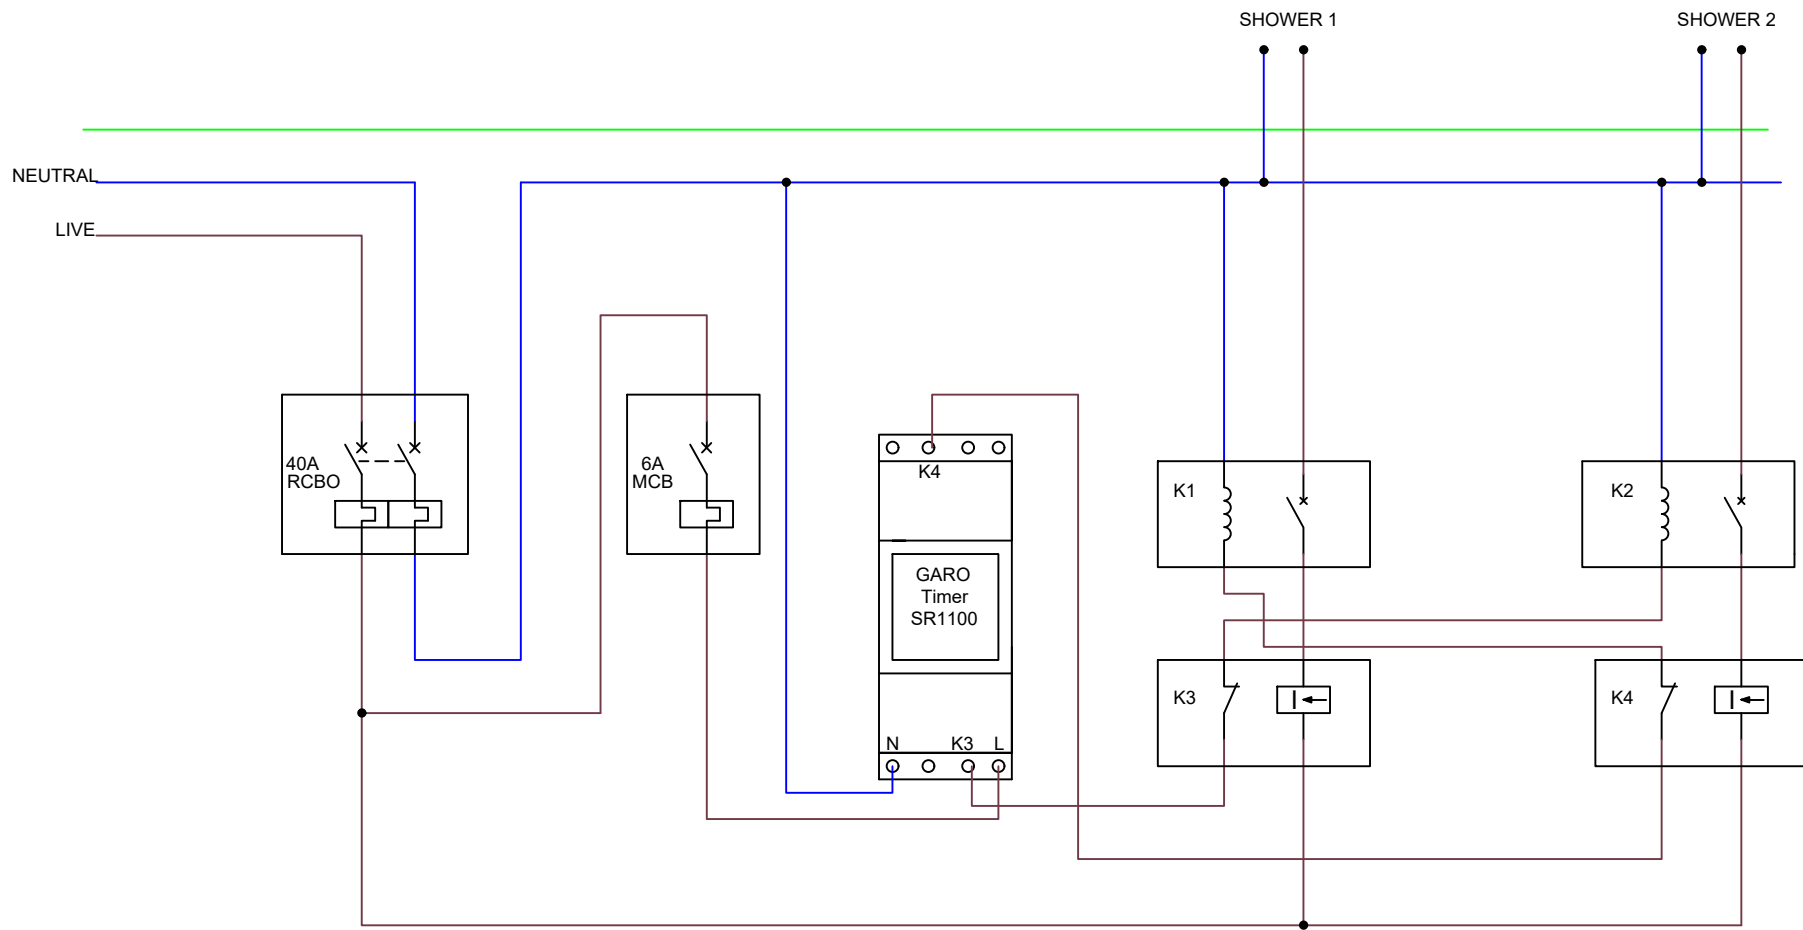 SHOWER 1
SHOWER 2
NEUTRAL
LIVE
40A
RCBO
6A
MCB
K4
GARO
Timer
SR1100
N
K3
L
K1
K2
K3
K4